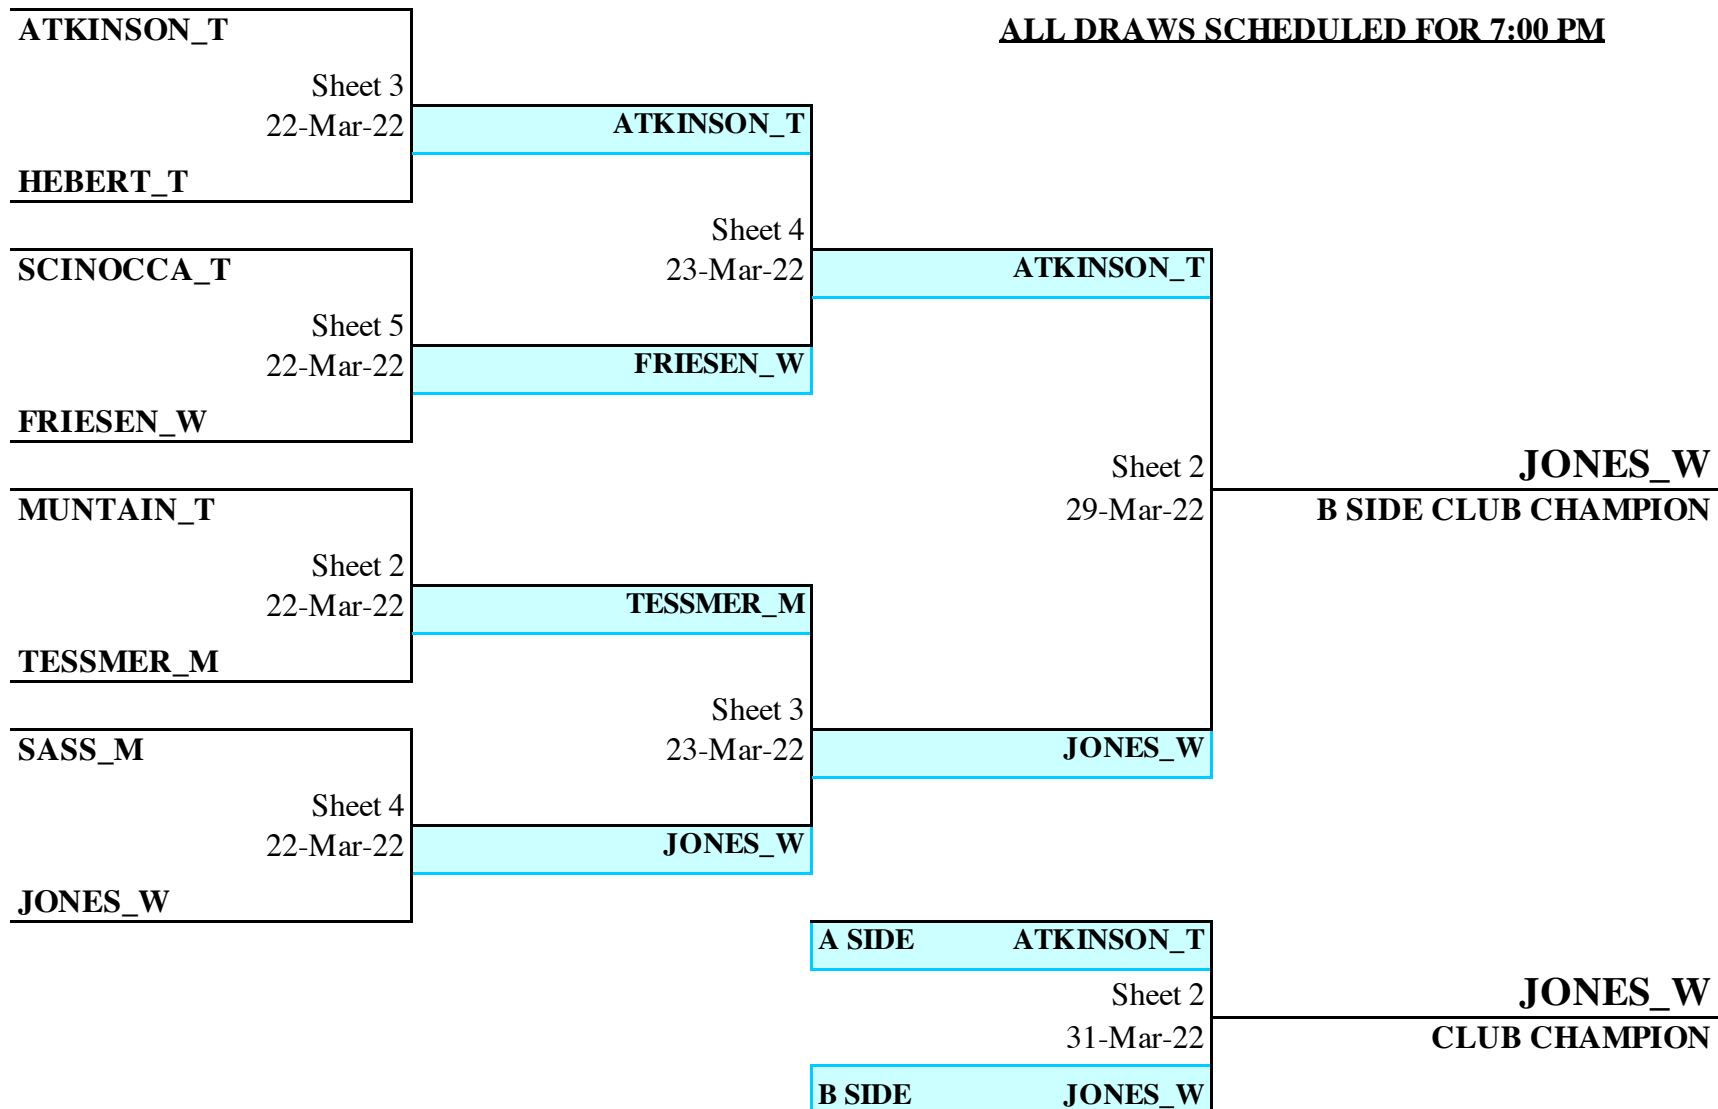 ATKINSON_T
ALL DRAWS SCHEDULED FOR 7:00 PM
Sheet 3
22-Mar-22
ATKINSON_T
HEBERT_T
Sheet 4
23-Mar-22
ATKINSON_T
SCINOCCA_T
Sheet 5
22-Mar-22
FRIESEN_W
FRIESEN_W
Sheet 2
29-Mar-22
JONES_W
B SIDE CLUB CHAMPION
MUNTAIN_T
Sheet 2
22-Mar-22
TESSMER_M
TESSMER_M
Sheet 3
23-Mar-22
JONES_W
SASS_M
Sheet 4
22-Mar-22
JONES_W
JONES_W
A SIDE ATKINSON_T
Sheet 2
31-Mar-22
JONES_W
CLUB CHAMPION
B SIDE JONES_W